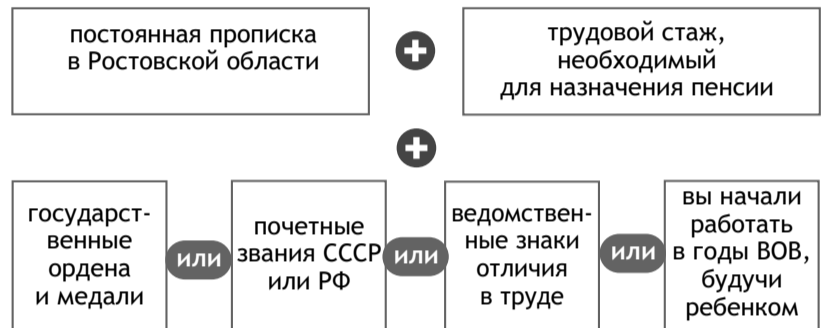 постоянная прописка
в Ростовской области
+
трудовой стаж,
необходимый
для назначения пенсии
+
государст-
венные
ордена
и медали
или
почетные
звания СССР
или РФ
или
ведомствен-
ные знаки
отличия
в труде
или
вы начали
работать
в годы ВОВ,
будучи
ребенком